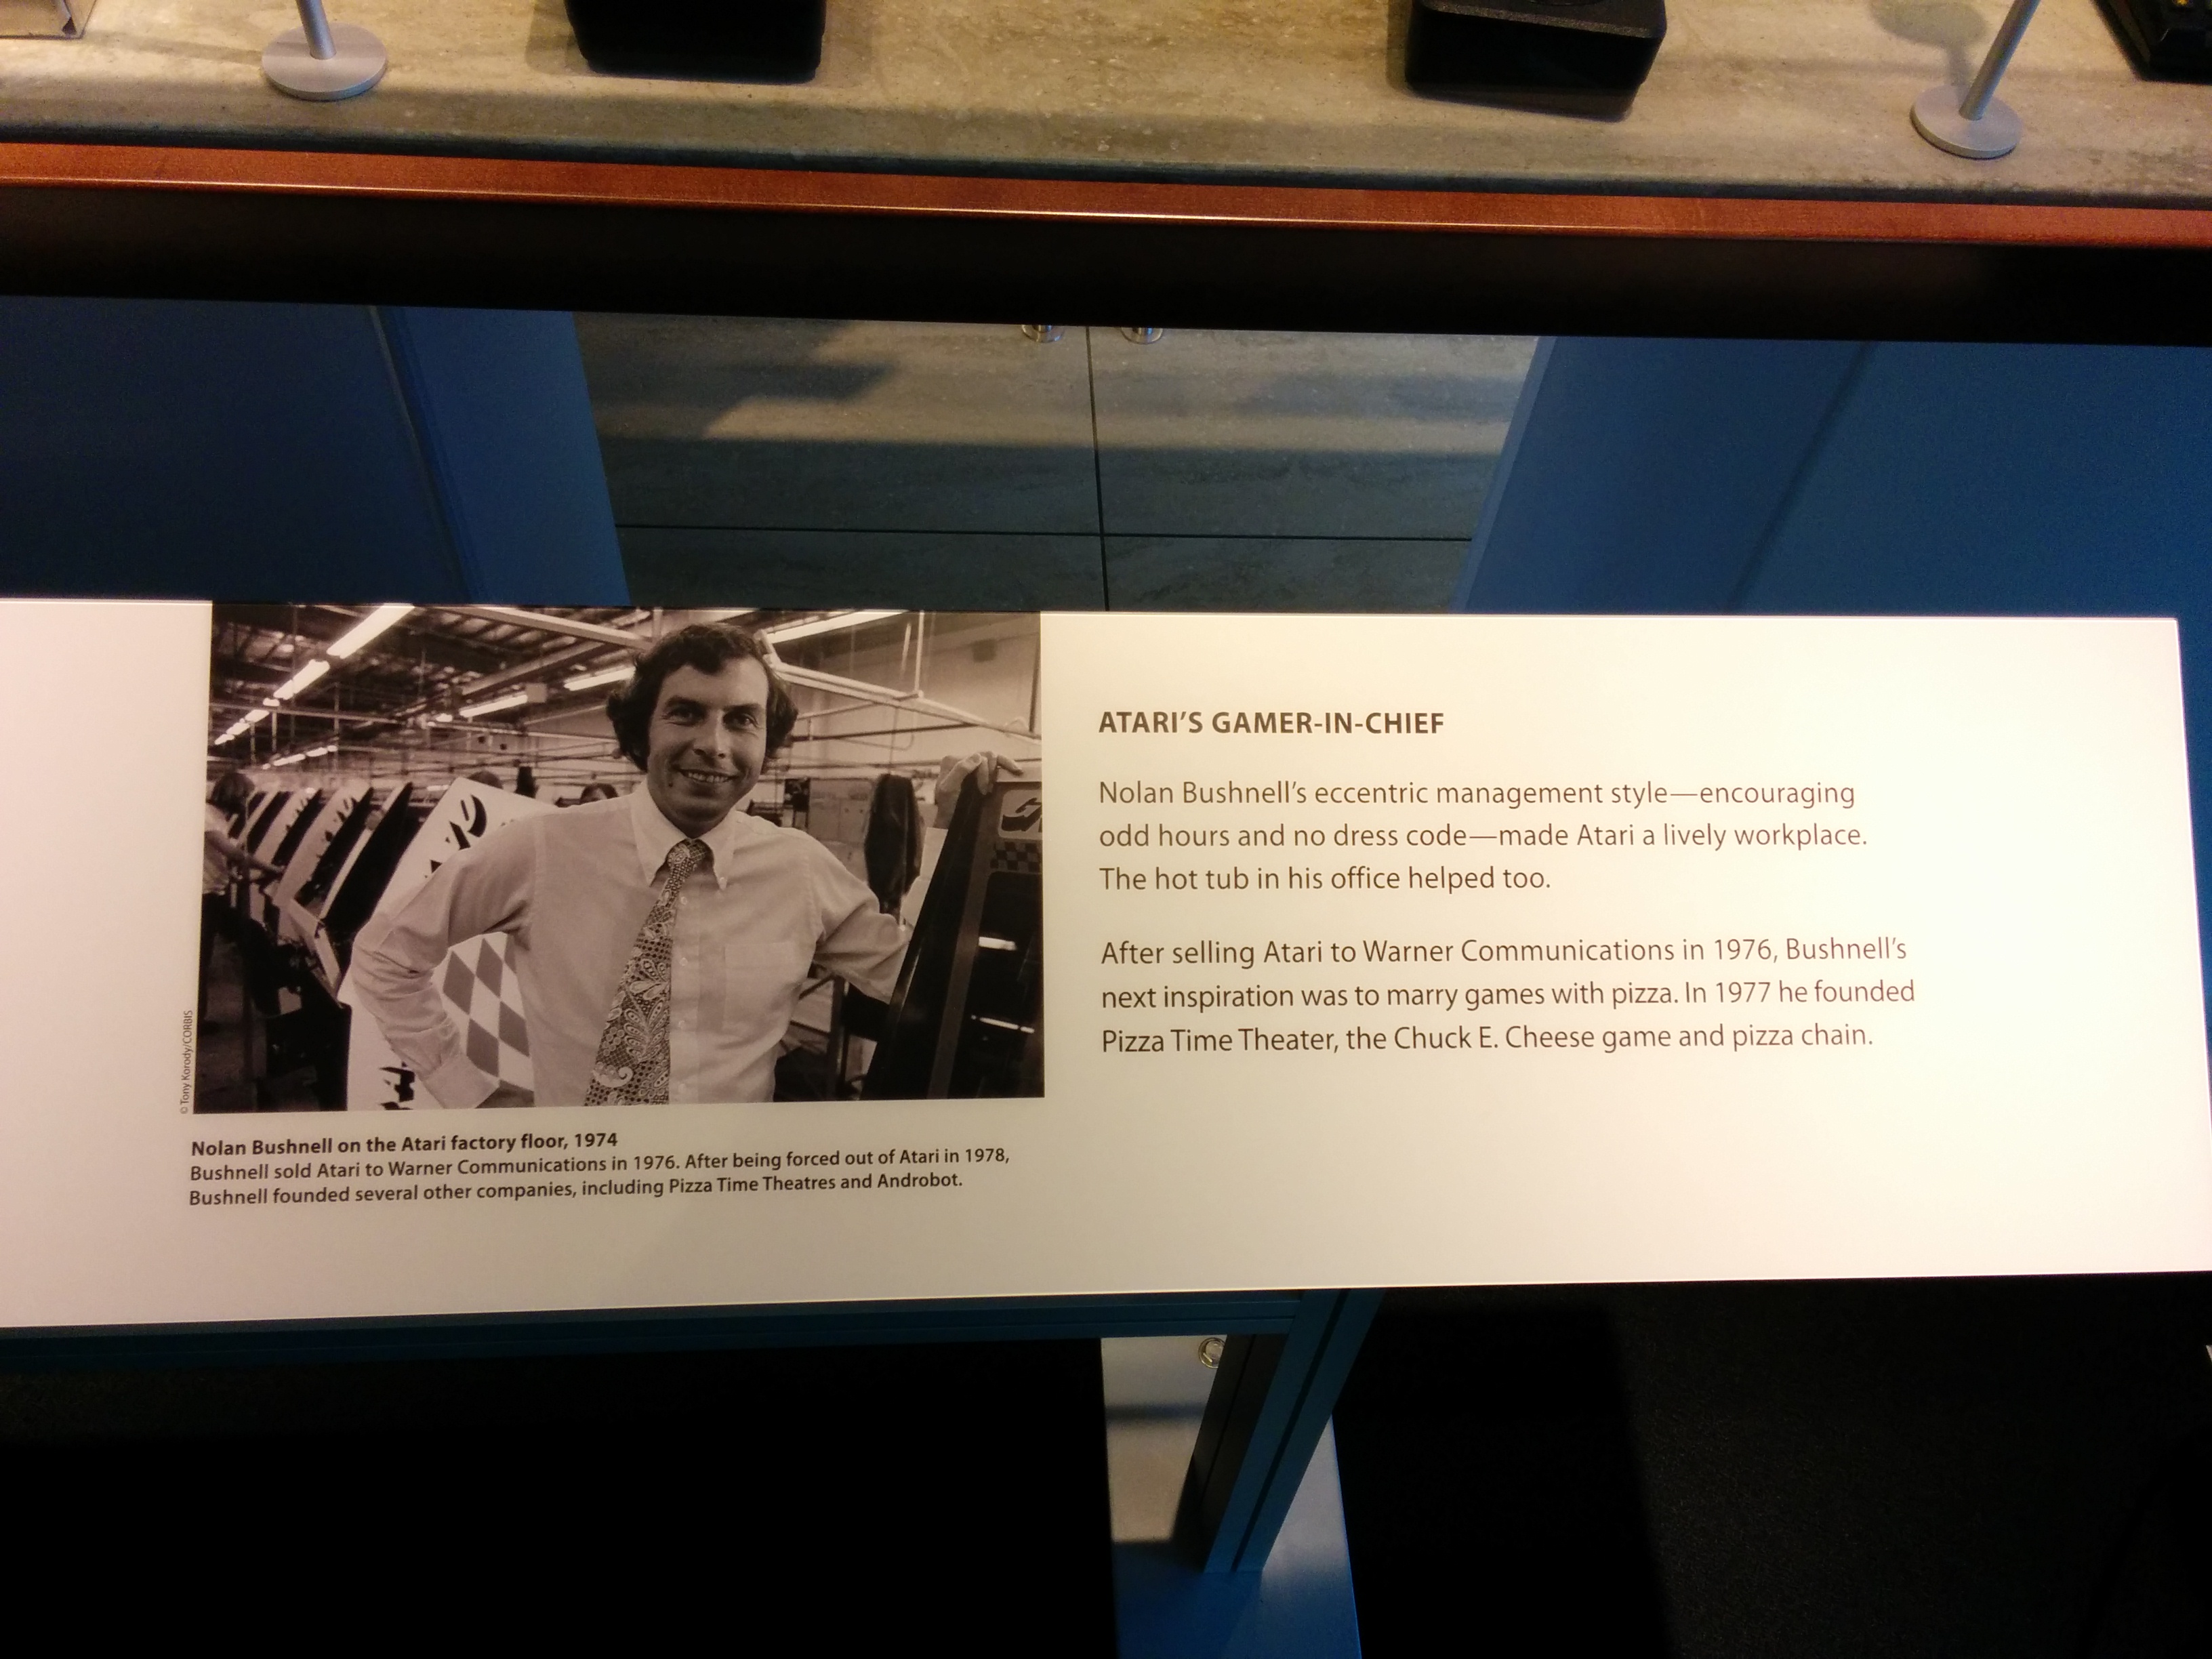 ATARI'S GAMER-IN-CHIEF
Nolan Bushnell's eccentric management style—encouraging
odd hours and no dress code—made Atari a lively workplace.
The hot tub in his office helped too.
After selling Atari to Warner Communications in 1976, Bushnell's
next inspiration was to marry games with pizza. In 1977 he founded
Pizza Time Theater, the Chuck E. Cheese game and pizza chain.
© Tony Korody/CORBIS
Nolan Bushnell on the Atari factory floor, 1974
Bushnell sold Atari to Warner Communications in 1976. After being forced out of Atari in 1978,
Bushnell founded several other companies, including Pizza Time Theatres and Androbot.